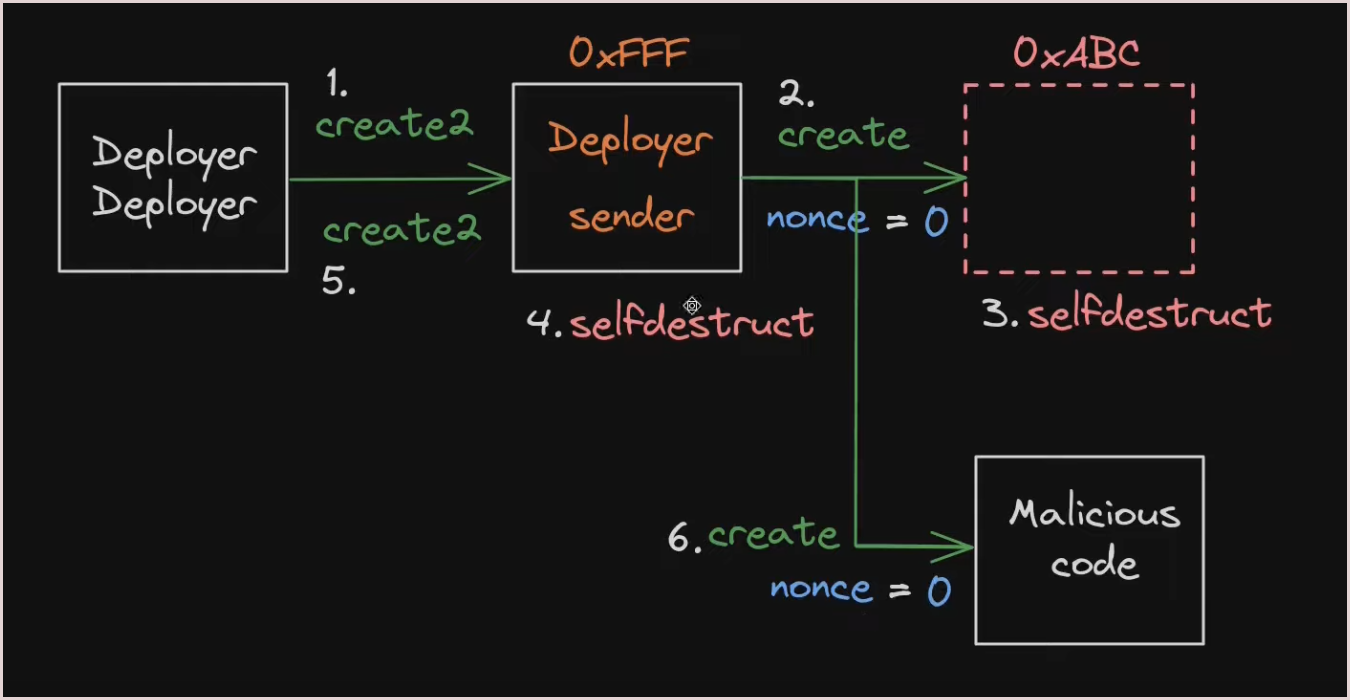 0xFFF
0xABC
1.
create2
Deployer
Deployer
create2
5.
Deployer
sender
2.
create
nonce = 0
4. selfdestruct
3. selfdestruct
6. create
nonce = 0
Malicious
code